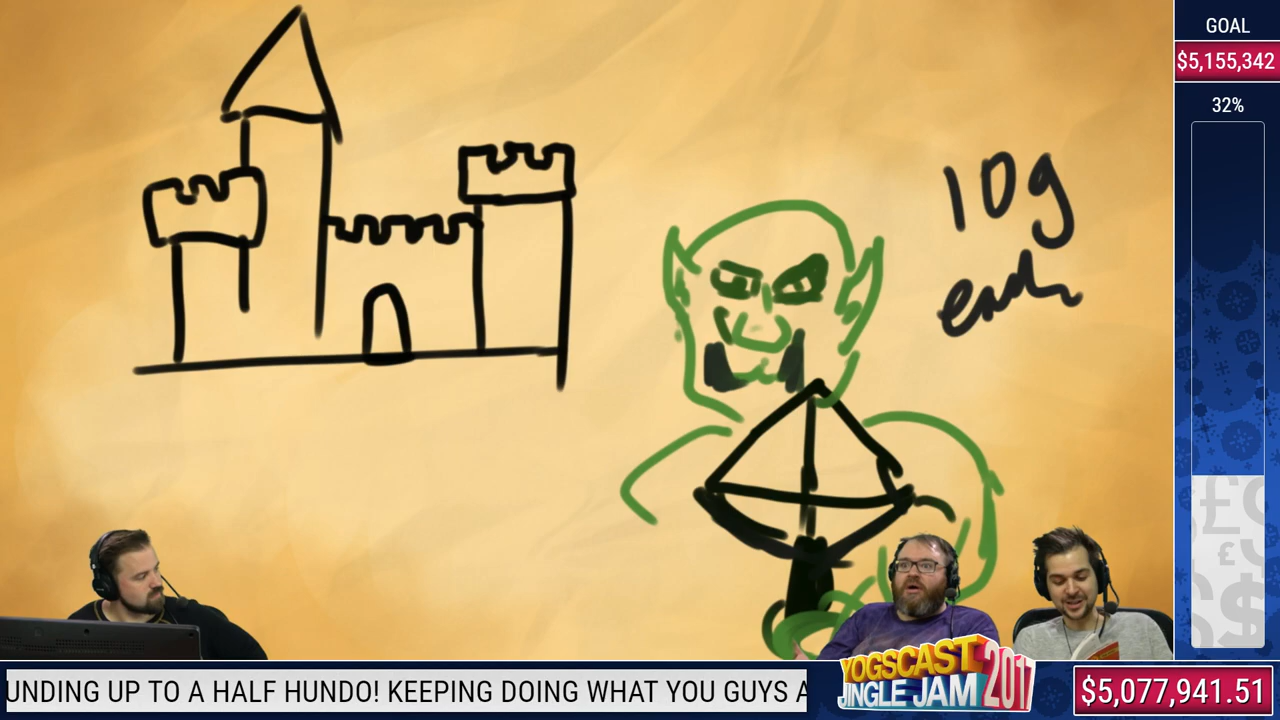 GOAL
$5,155,342
32%
10g
each
UNDING UP TO A HALF HUNDO! KEEPING DOING WHAT YOU GUYS A
YOGSCAST
JINGLE JAM 2017
$5,077,941.51